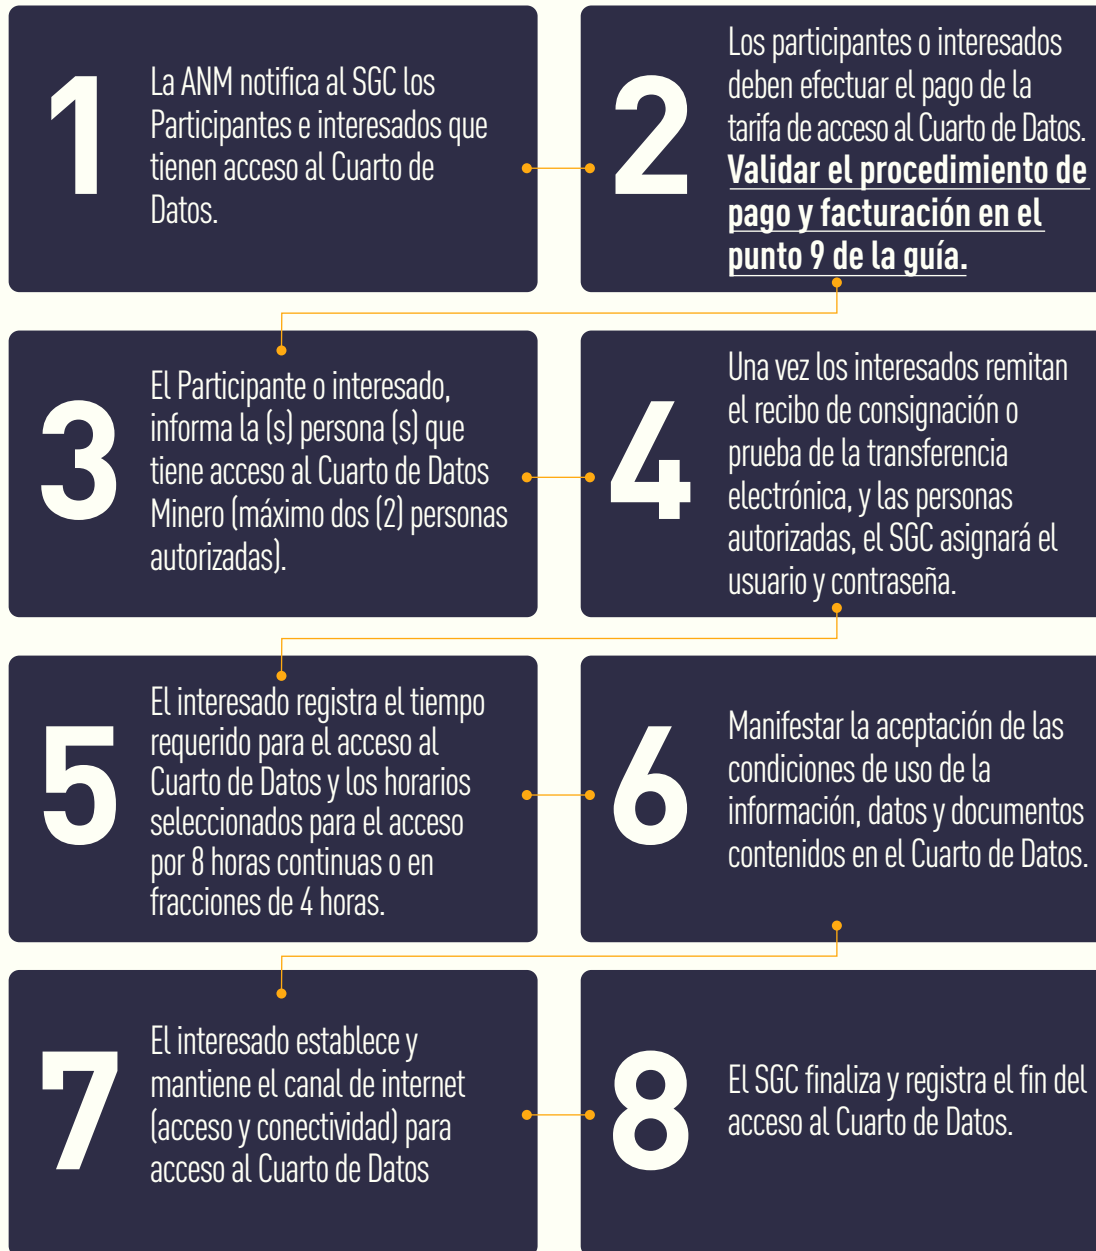 1
La ANM notifica al SGC los
Participantes e interesados que
tienen acceso al Cuarto de
Datos.
2
Los participantes o interesados
deben efectuar el pago de la
tarifa de acceso al Cuarto de Datos.
Validar el procedimiento de
pago y facturación en el
punto 9 de la guía.
3
El Participante o interesado,
informa la (s) persona (s) que
tiene acceso al Cuarto de Datos
Minero (máximo dos (2) personas
autorizadas).
4
Una vez los interesados remitan
el recibo de consignación o
prueba de la transferencia
electrónica, y las personas
autorizadas, el SGC asignará el
usuario y contraseña.
5
El interesado registra el tiempo
requerido para el acceso al
Cuarto de Datos y los horarios
seleccionados para el acceso
por 8 horas continuas o en
fracciones de 4 horas.
6
Manifestar la aceptación de las
condiciones de uso de la
información, datos y documentos
contenidos en el Cuarto de Datos.
7
El interesado establece y
mantiene el canal de internet
(acceso y conectividad) para
acceso al Cuarto de Datos
8
El SGC finaliza y registra el fin del
acceso al Cuarto de Datos.